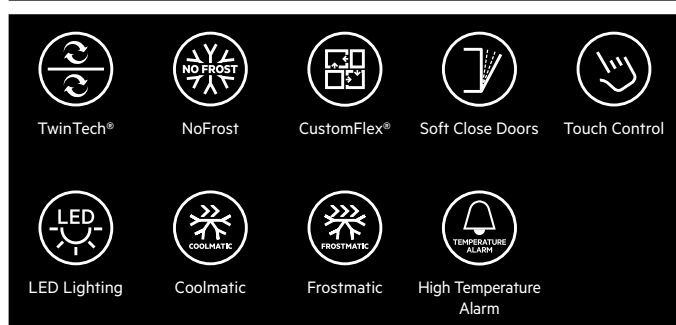 NO FROST
TwinTech® NoFrost CustomFlex® Soft Close Doors Touch Control
LED
COOLMATIC
FROSTMATIC
TEMPERATURE
ALARM
LED Lighting Coolmatic Frostmatic High Temperature
Alarm